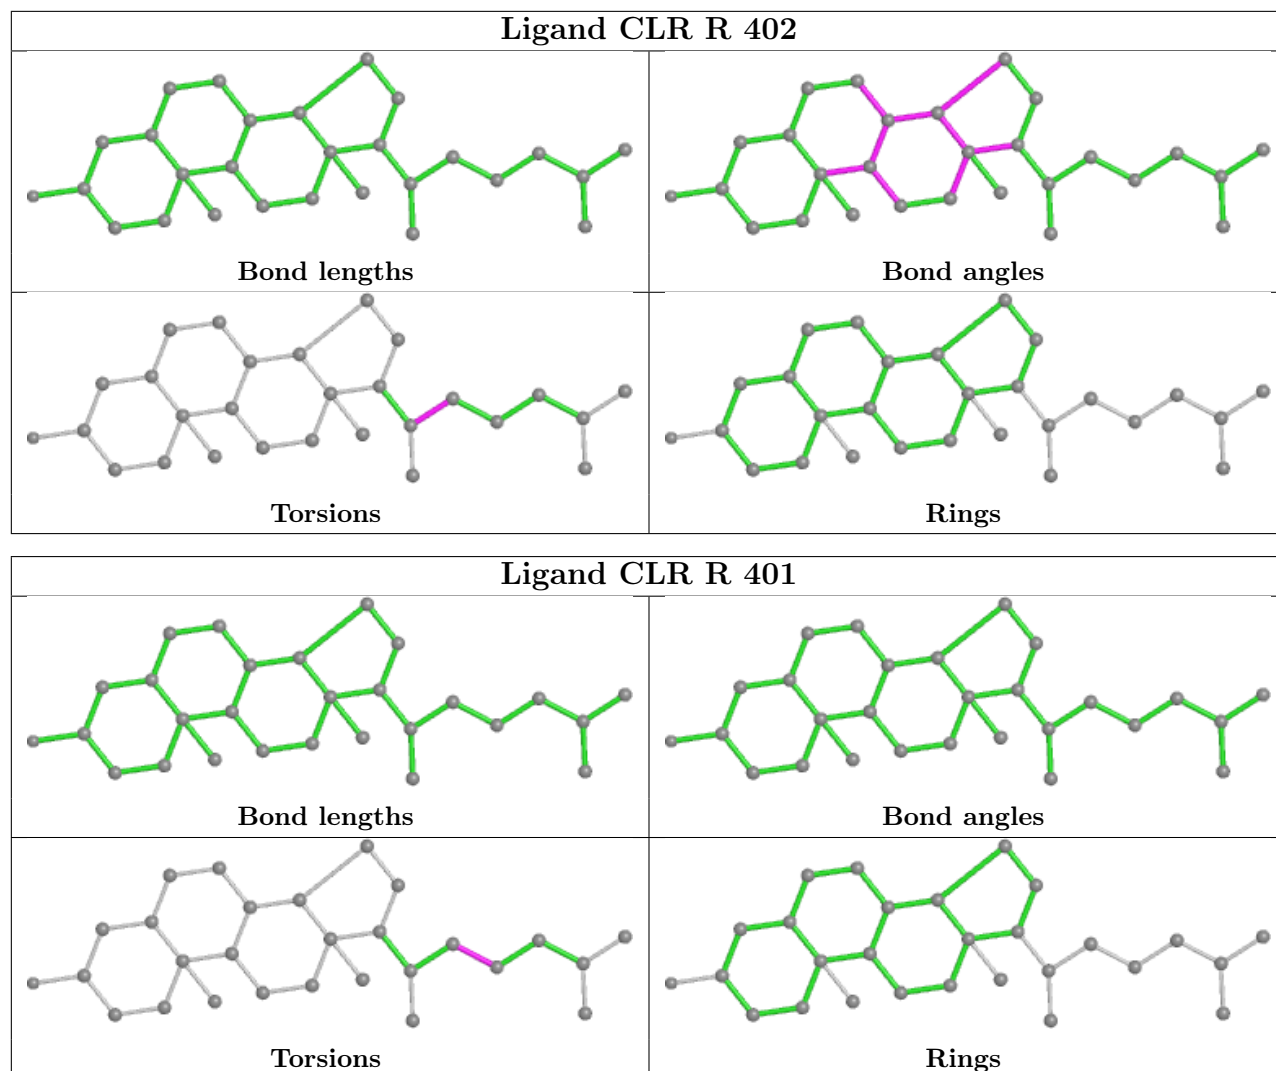 Ligand CLR R 402
Bond lengths
Bond angles
Torsions
Rings
Ligand CLR R 401
Bond lengths
Bond angles
Torsions
Rings